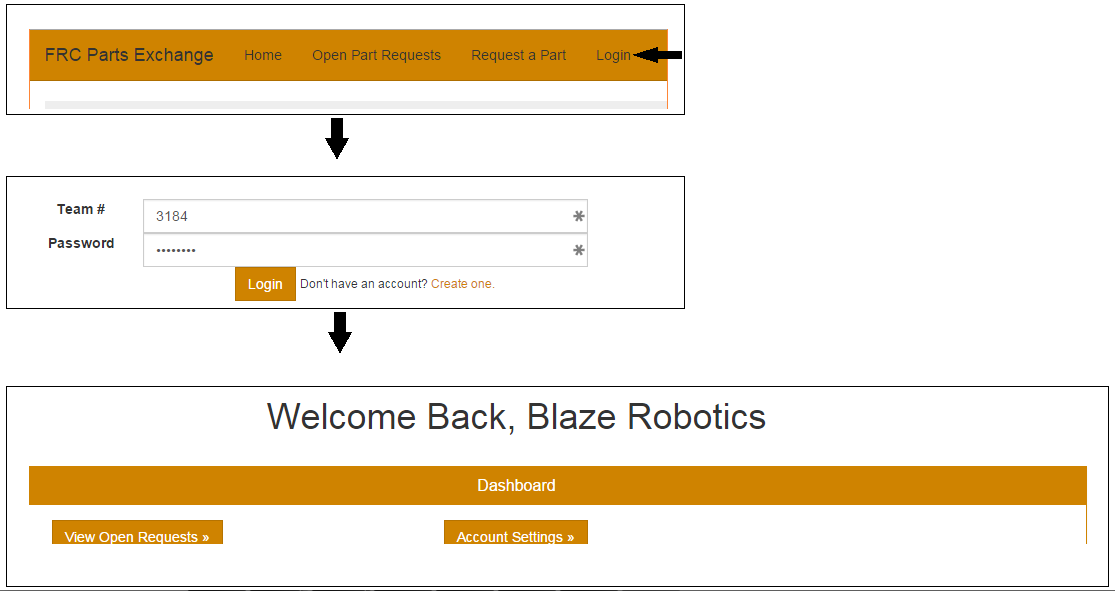 FRC Parts Exchange Home Open Part Requests Request a Part Login
Team # 3184
Password ••••••••
Login Don't have an account? Create one.
Welcome Back, Blaze Robotics
Dashboard
View Open Requests » Account Settings »